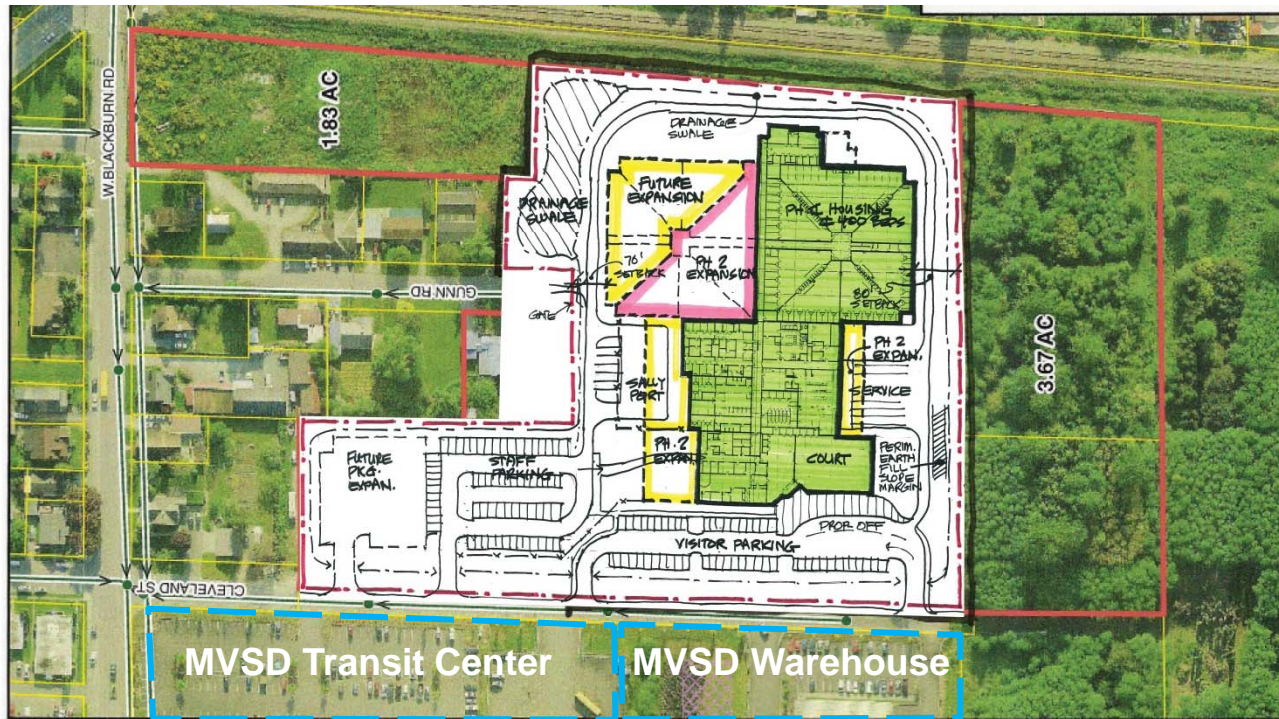 W. BLACKBURN RD
1.83 AC
DRAINAGE
SWALE
DRAINAGE
SWALE
FUTURE
EXPANSION
PH 2
EXPANSION
70'
SETBACK
GATE
GUNN RD
HOUSING
400 BEDS
80'
SETBACK
3.67 AC
PH 2
EXPAN.
SERVICE
SALLY
PORT
PH. 2
EXPAN.
COURT
PERIM.
EARTH
FILL
SLOPE
MARGIN
FUTURE
PKG.
EXPAN.
STAFF
PARKING
DROP OFF
VISITOR PARKING
CLEVELAND ST
MVSD Transit Center
MVSD Warehouse